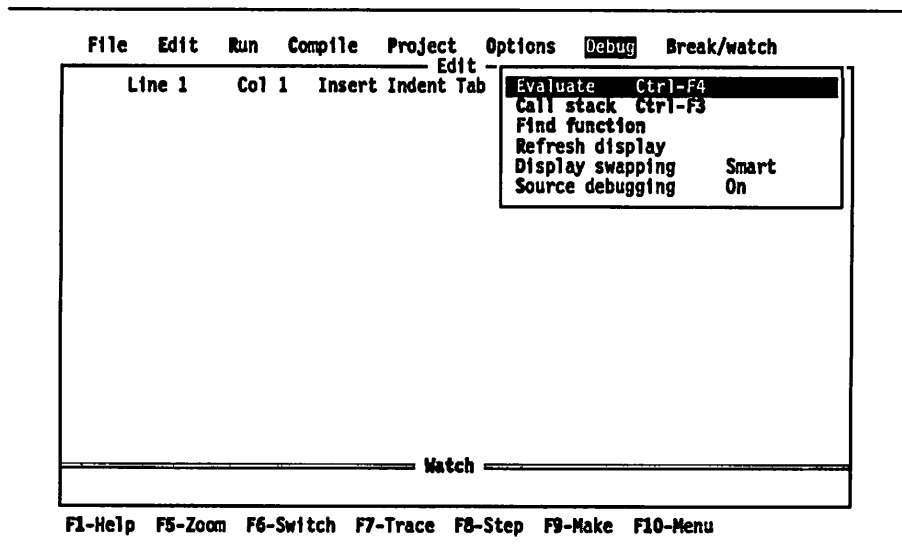 File Edit Run Compile Project Options Debug Break/watch
Edit
Line 1 Col 1 Insert Indent Tab
Evaluate Ctrl-F4
Call stack Ctrl-F3
Find function
Refresh display
Display swapping Smart
Source debugging On
Watch
F1-Help F5-Zoom F6-Switch F7-Trace F8-Step F9-Make F10-Menu